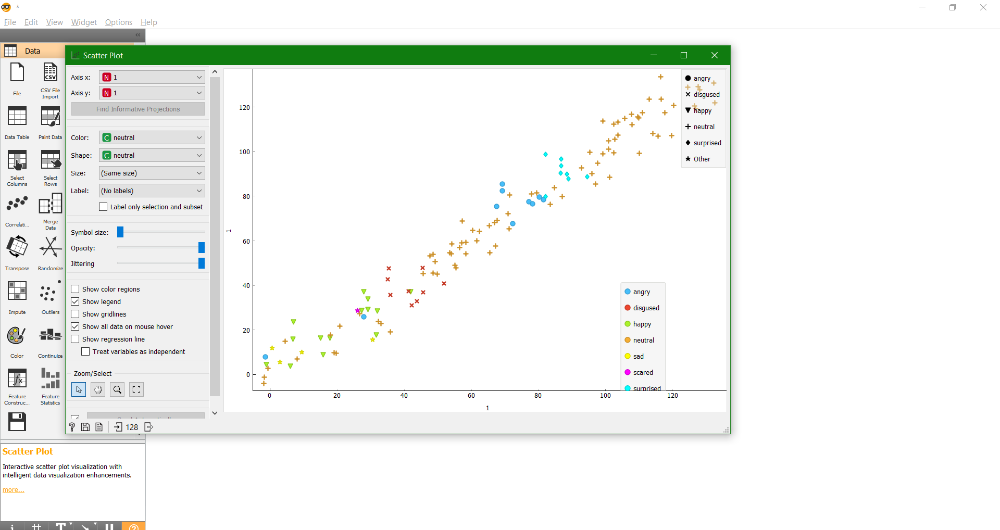 *
File Edit View Widget Options Help
«
Data
File
CSV File Import
Data Table
Paint Data
Select Columns
Select Rows
Correlati...
Merge Data
Transpose
Randomize
Impute
Outliers
Color
Continuize
Feature Construc...
Feature Statistics
Scatter Plot
Axis x: N 1
Axis y: N 1
Find Informative Projections
Color: C neutral
Shape: C neutral
Size: (Same size)
Label: (No labels)
Label only selection and subset
Symbol size:
Opacity:
Jittering
Show color regions
Show legend
Show gridlines
Show all data on mouse hover
Show regression line
Treat variables as independent
Zoom/Select
? 128
120
100
80
60
40
20
0
1
0 20 40 60 80 100 120
1
angry
disgused
happy
neutral
surprised
Other
angry
disgused
happy
neutral
sad
scared
surprised
Scatter Plot
Interactive scatter plot visualization with
intelligent data visualization enhancements.
more...
i # T ?